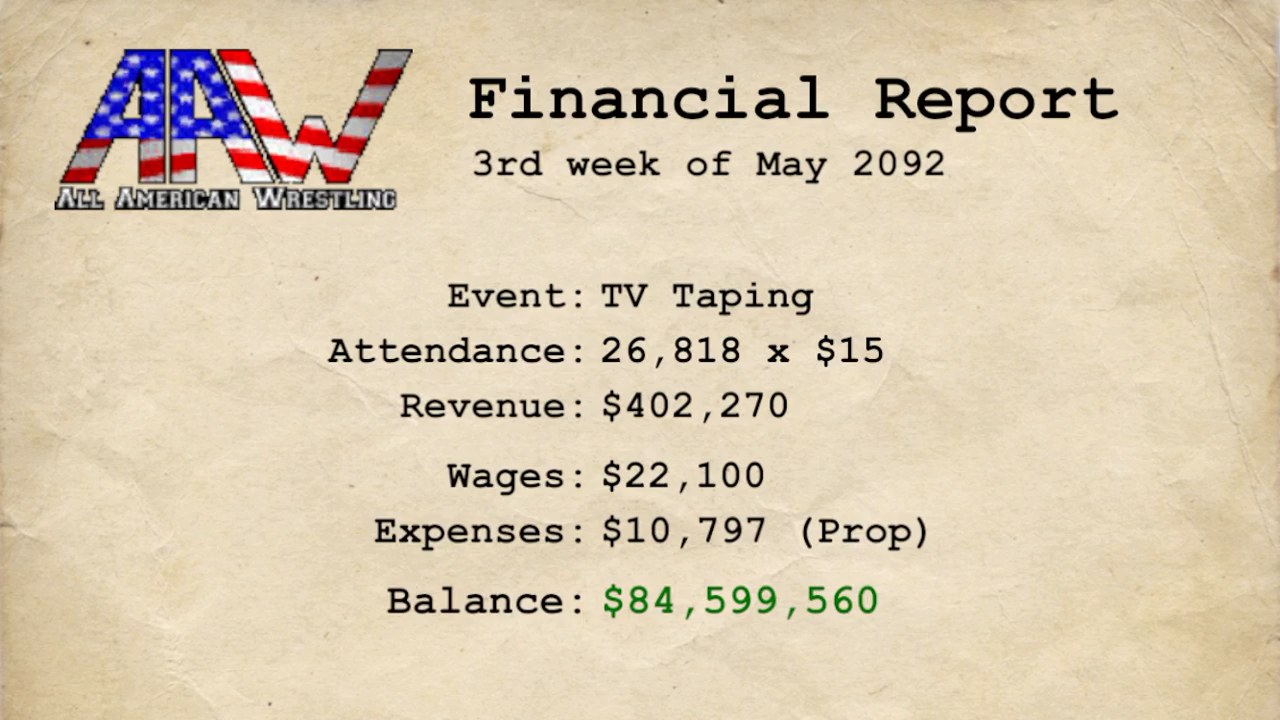 AAW
ALL AMERICAN WRESTLING
Financial Report
3rd week of May 2092
Event: TV Taping
Attendance: 26,818 x $15
Revenue: $402,270
Wages: $22,100
Expenses: $10,797 (Prop)
Balance: $84,599,560